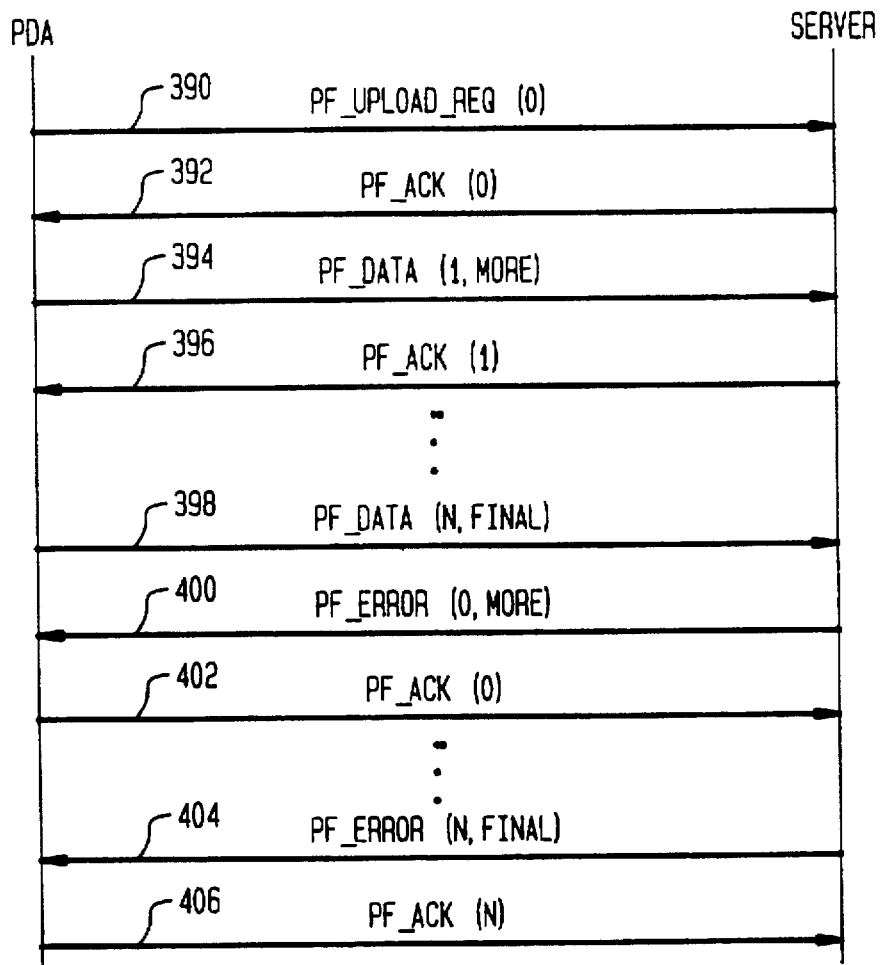 PDA
SERVER
390
PF_UPLOAD_REQ (0)
392
PF_ACK (0)
394
PF_DATA (1, MORE)
396
PF_ACK (1)
398
PF_DATA (N, FINAL)
400
PF_ERROR (0, MORE)
402
PF_ACK (0)
404
PF_ERROR (N, FINAL)
406
PF_ACK (N)